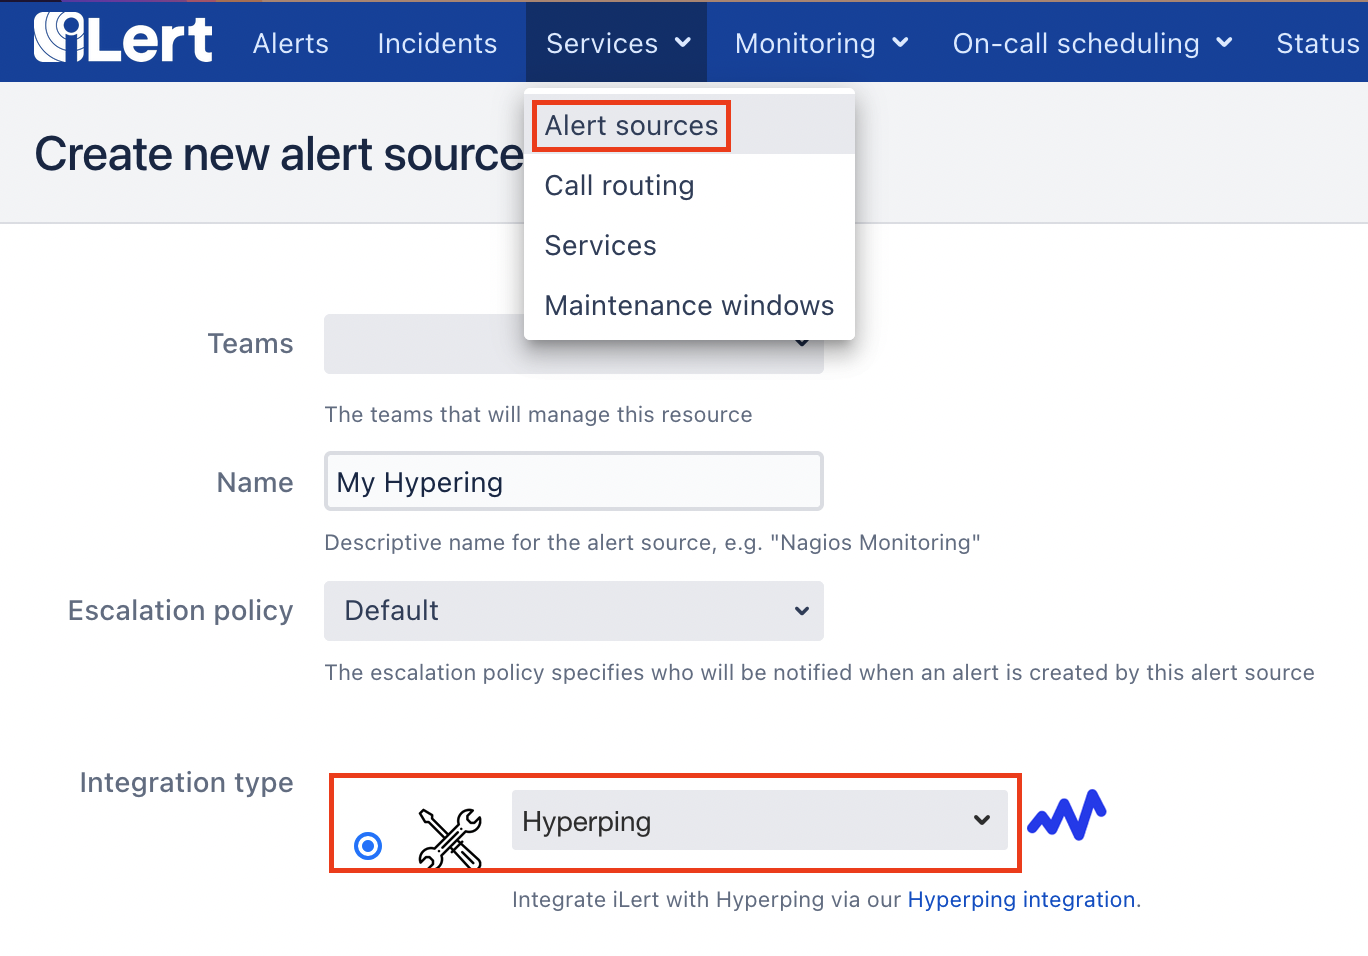 iLert Alerts Incidents Services Monitoring On-call scheduling Status
Create new alert source
Alert sources
Call routing
Services
Maintenance windows
Teams
The teams that will manage this resource
Name My Hypering
Descriptive name for the alert source, e.g. "Nagios Monitoring"
Escalation policy Default
The escalation policy specifies who will be notified when an alert is created by this alert source
Integration type Hyperping
Integrate iLert with Hyperping via our Hyperping integration.